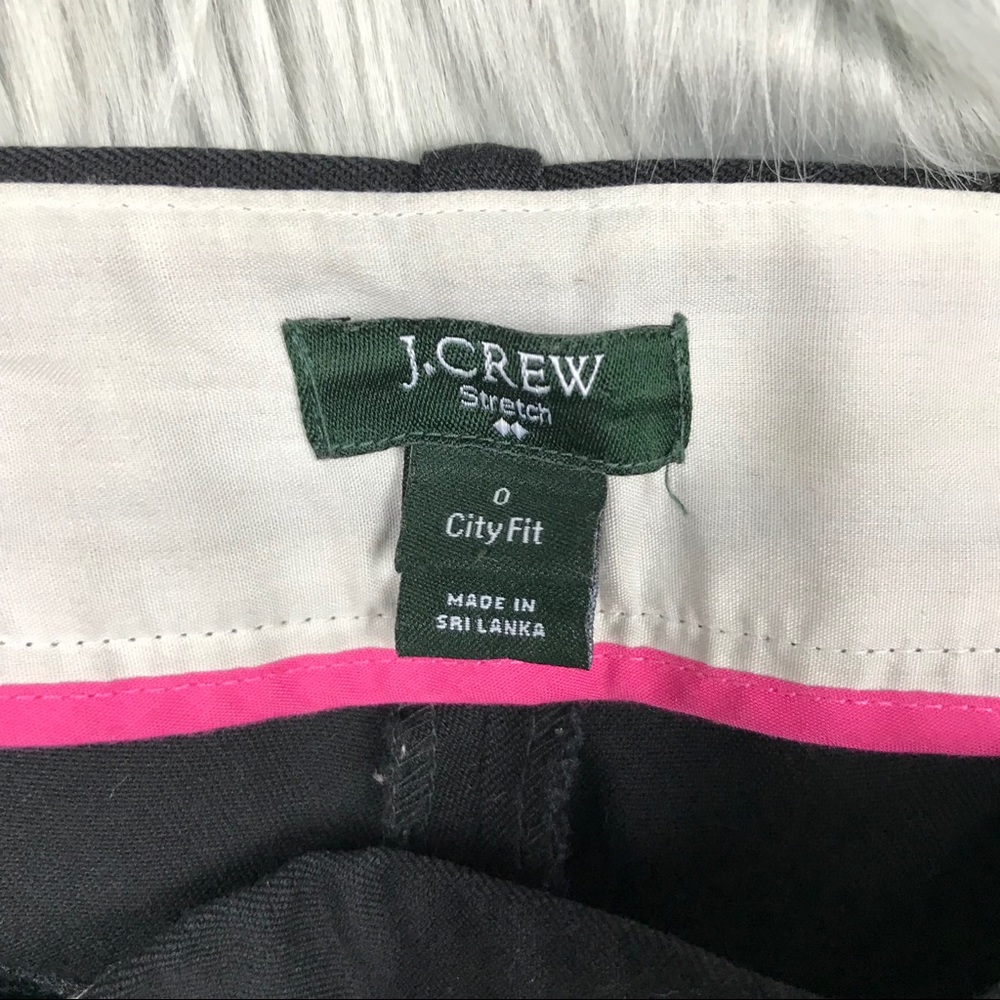 J.CREW
Stretch
0
City Fit
MADE IN
SRI LANKA